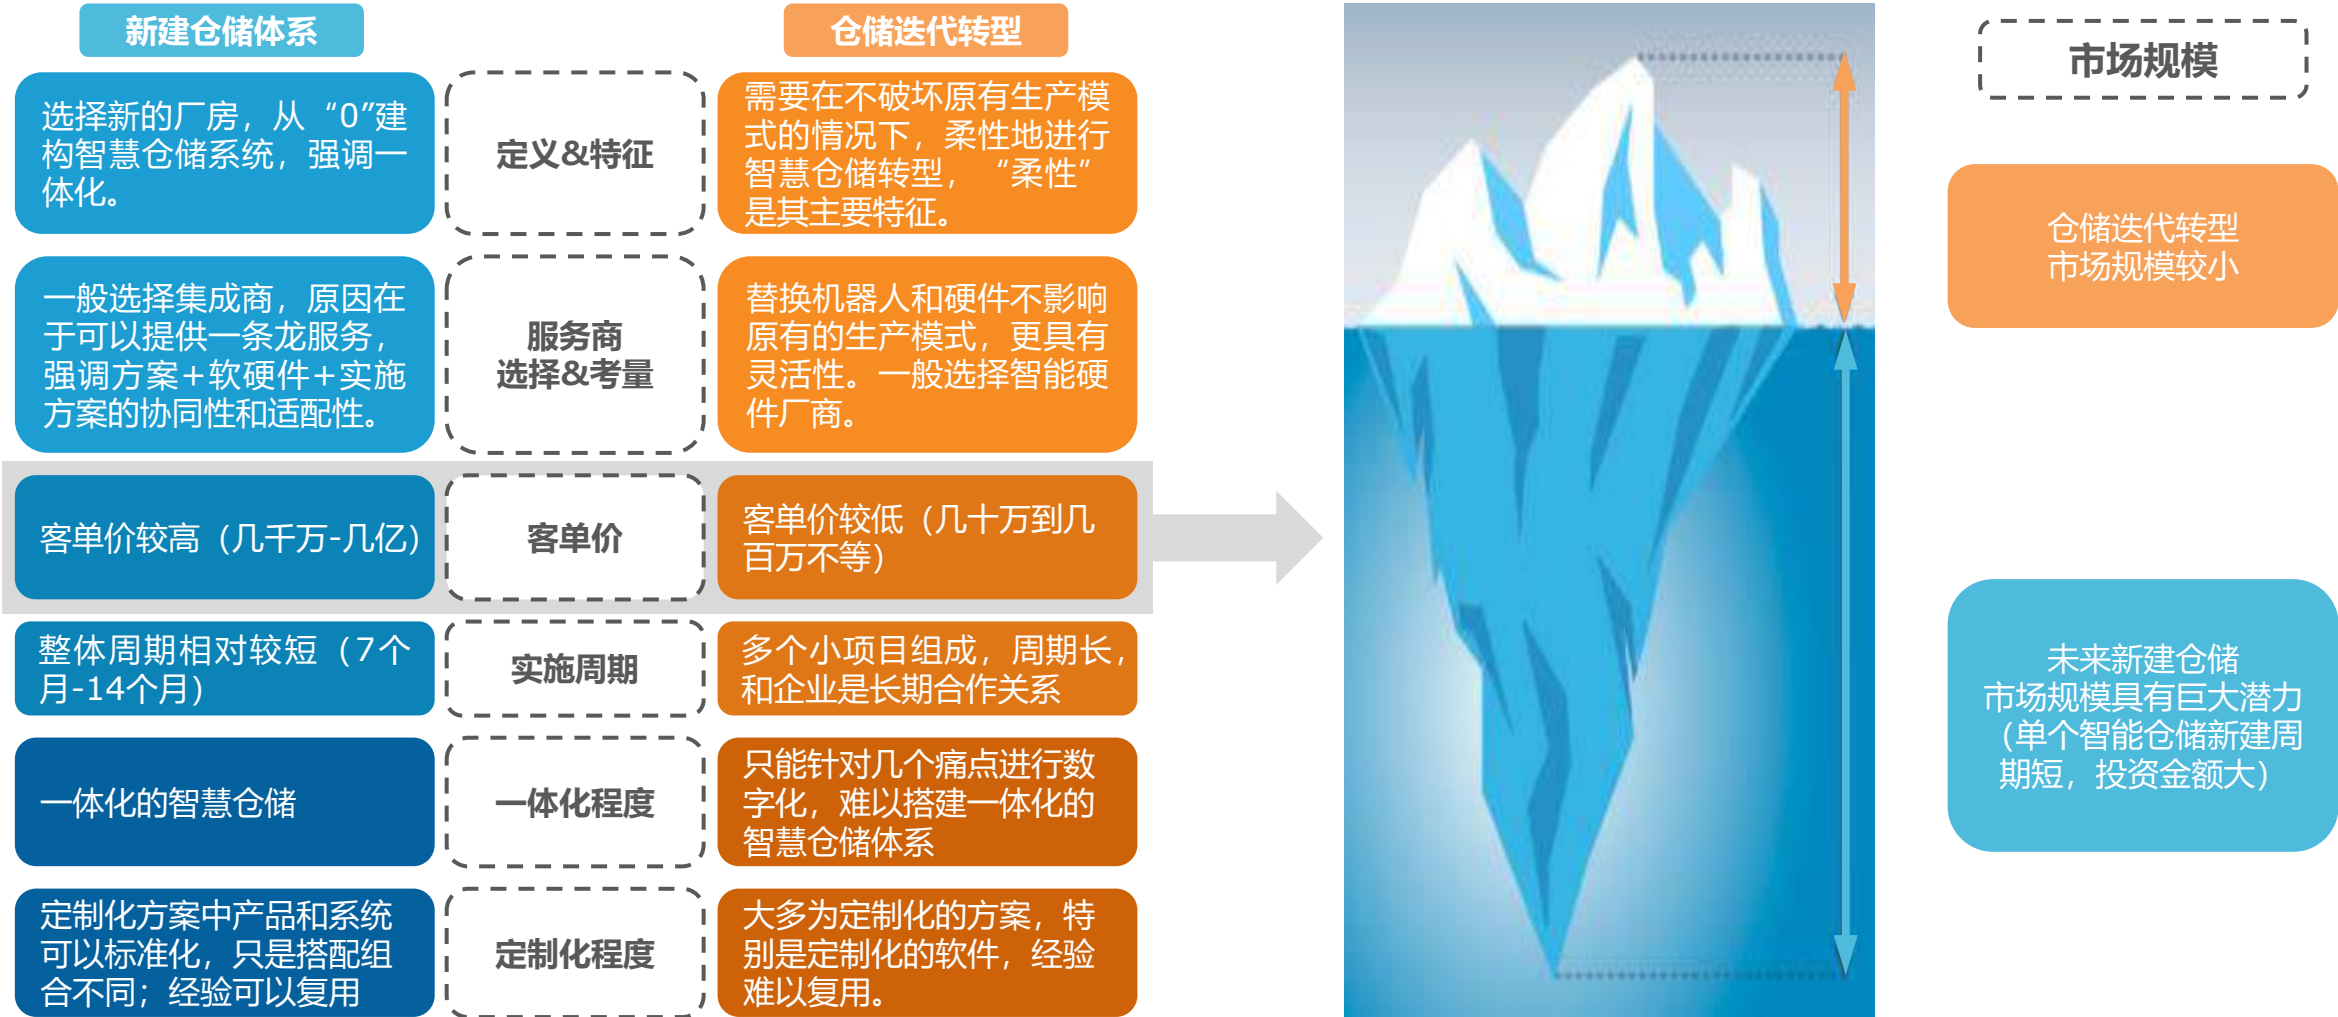 新建仓储体系
仓储迭代转型
选择新的厂房，从“0”建
构智慧仓储系统，强调一
体化。
定义&特征
需要在不破坏原有生产模
式的情况下，柔性地进行
智慧仓储转型，“柔性”
是其主要特征。
一般选择集成商，原因在
于可以提供一条龙服务，
强调方案+软硬件+实施
方案的协同性和适配性。
服务商
选择&考量
替换机器人和硬件不影响
原有的生产模式，更具有
灵活性。一般选择智能硬
件厂商。
客单价较高（几千万-几亿）
客单价
客单价较低（几十万到几
百万不等）
整体周期相对较短（7个
月-14个月）
实施周期
多个小项目组成，周期长，
和企业是长期合作关系
一体化的智慧仓储
一体化程度
只能针对几个痛点进行数
字化，难以搭建一体化的
智慧仓储体系
定制化方案中产品和系统
可以标准化，只是搭配组
合不同；经验可以复用
定制化程度
大多为定制化的方案，特
别是定制化的软件，经验
难以复用。
市场规模
仓储迭代转型
市场规模较小
未来新建仓储
市场规模具有巨大潜力
（单个智能仓储新建周
期短，投资金额大）